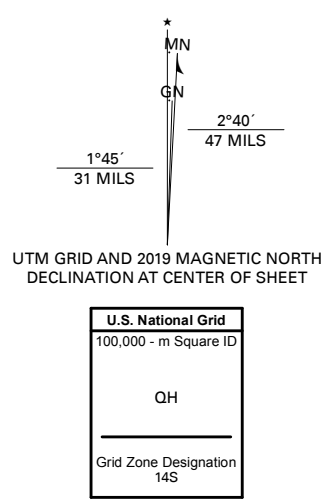 MN
GN
2°40´
47 MILS
1°45´
31 MILS
UTM GRID AND 2019 MAGNETIC NORTH
DECLINATION AT CENTER OF SHEET
U.S. National Grid
100,000 - m Square ID
QH
Grid Zone Designation
14S